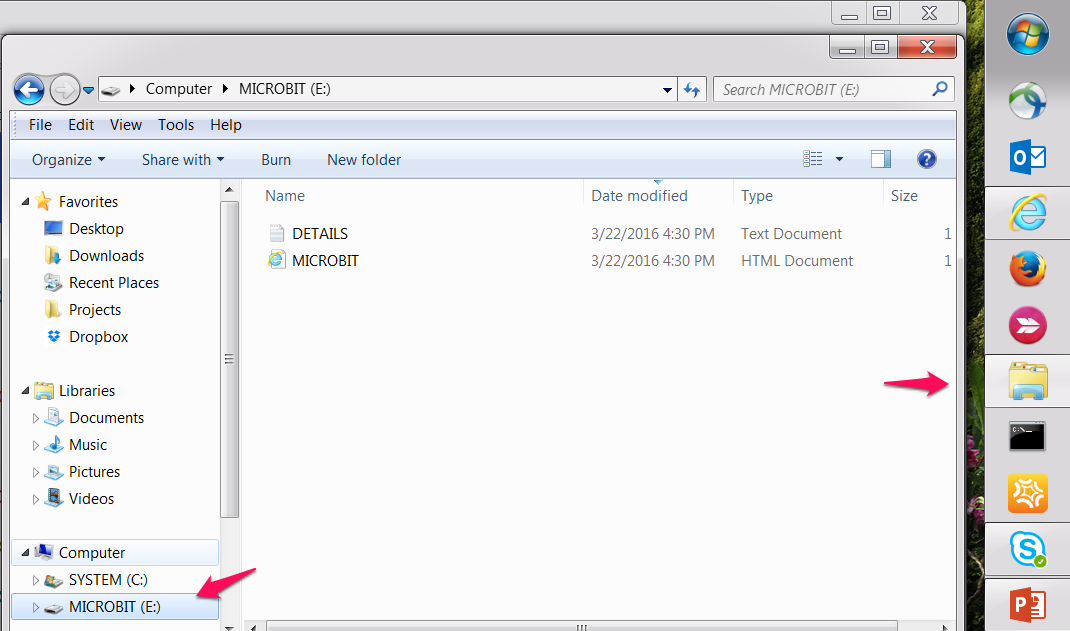 Computer ▸ MICROBIT (E:)
Search MICROBIT (E:)
File Edit View Tools Help
Organize Share with Burn New folder
Name Date modified Type Size
DETAILS 3/22/2016 4:30 PM Text Document 1
MICROBIT 3/22/2016 4:30 PM HTML Document 1
Favorites
Desktop
Downloads
Recent Places
Projects
Dropbox
Libraries
Documents
Music
Pictures
Videos
Computer
SYSTEM (C:)
MICROBIT (E:)
C:\_